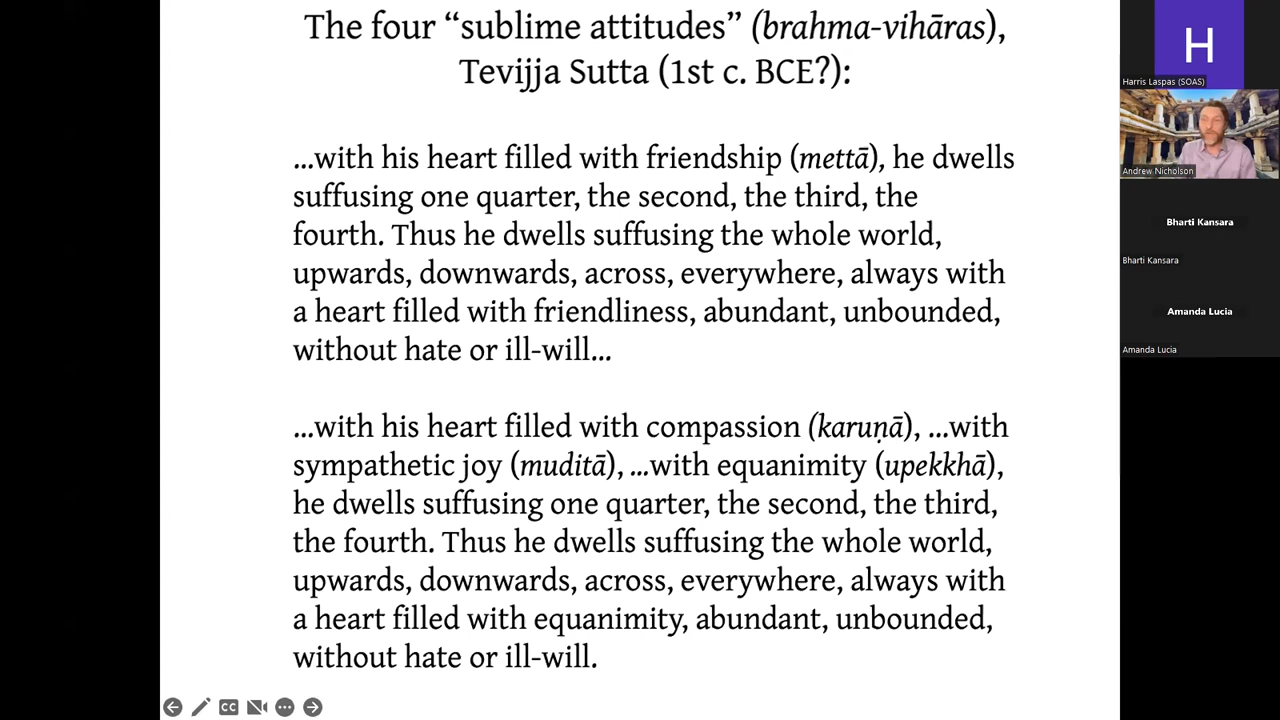 The four “sublime attitudes” (brahma-vihāras),
Tevijja Sutta (1st c. BCE?):
...with his heart filled with friendship (mettā), he dwells
suffusing one quarter, the second, the third, the
fourth. Thus he dwells suffusing the whole world,
upwards, downwards, across, everywhere, always with
a heart filled with friendliness, abundant, unbounded,
without hate or ill-will...
...with his heart filled with compassion (karuṇā), ...with
sympathetic joy (muditā), ...with equanimity (upekkhā),
he dwells suffusing one quarter, the second, the third,
the fourth. Thus he dwells suffusing the whole world,
upwards, downwards, across, everywhere, always with
a heart filled with equanimity, abundant, unbounded,
without hate or ill-will.
CC
H
Harris Laspas (SOAS)
Andrew Nicholson
Bharti Kansara
Bharti Kansara
Amanda Lucia
Amanda Lucia